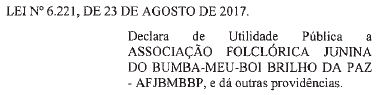 LEI Nº 6.221, DE 23 DE AGOSTO DE 2017.
Declara de Utilidade Pública a
ASSOCIAÇÃO FOLCLÓRICA JUNINA
DO BUMBA-MEU-BOI BRILHO DA PAZ
- AFJBMBBP, e dá outras providências.